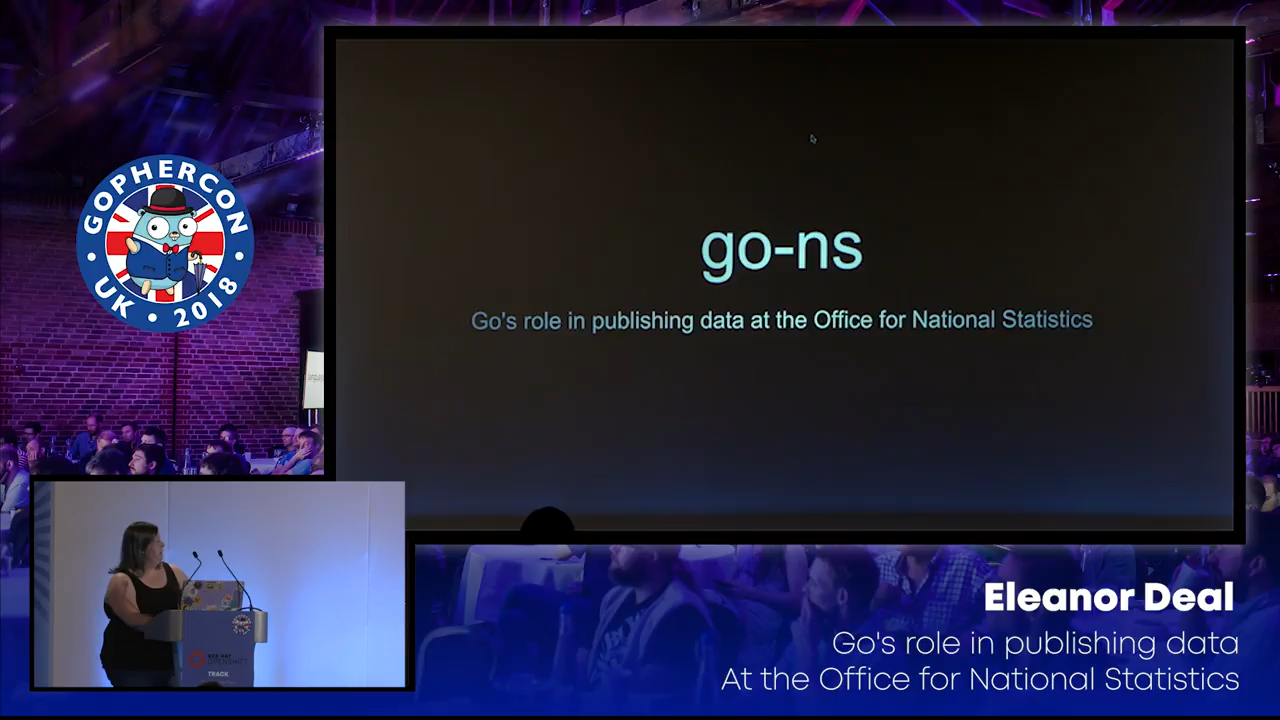 GOPHERCON
UK • 2018
go-ns
Go's role in publishing data at the Office for National Statistics
RED HAT
OPENSHIFT
TRACK
Eleanor Deal
Go's role in publishing data
At the Office for National Statistics